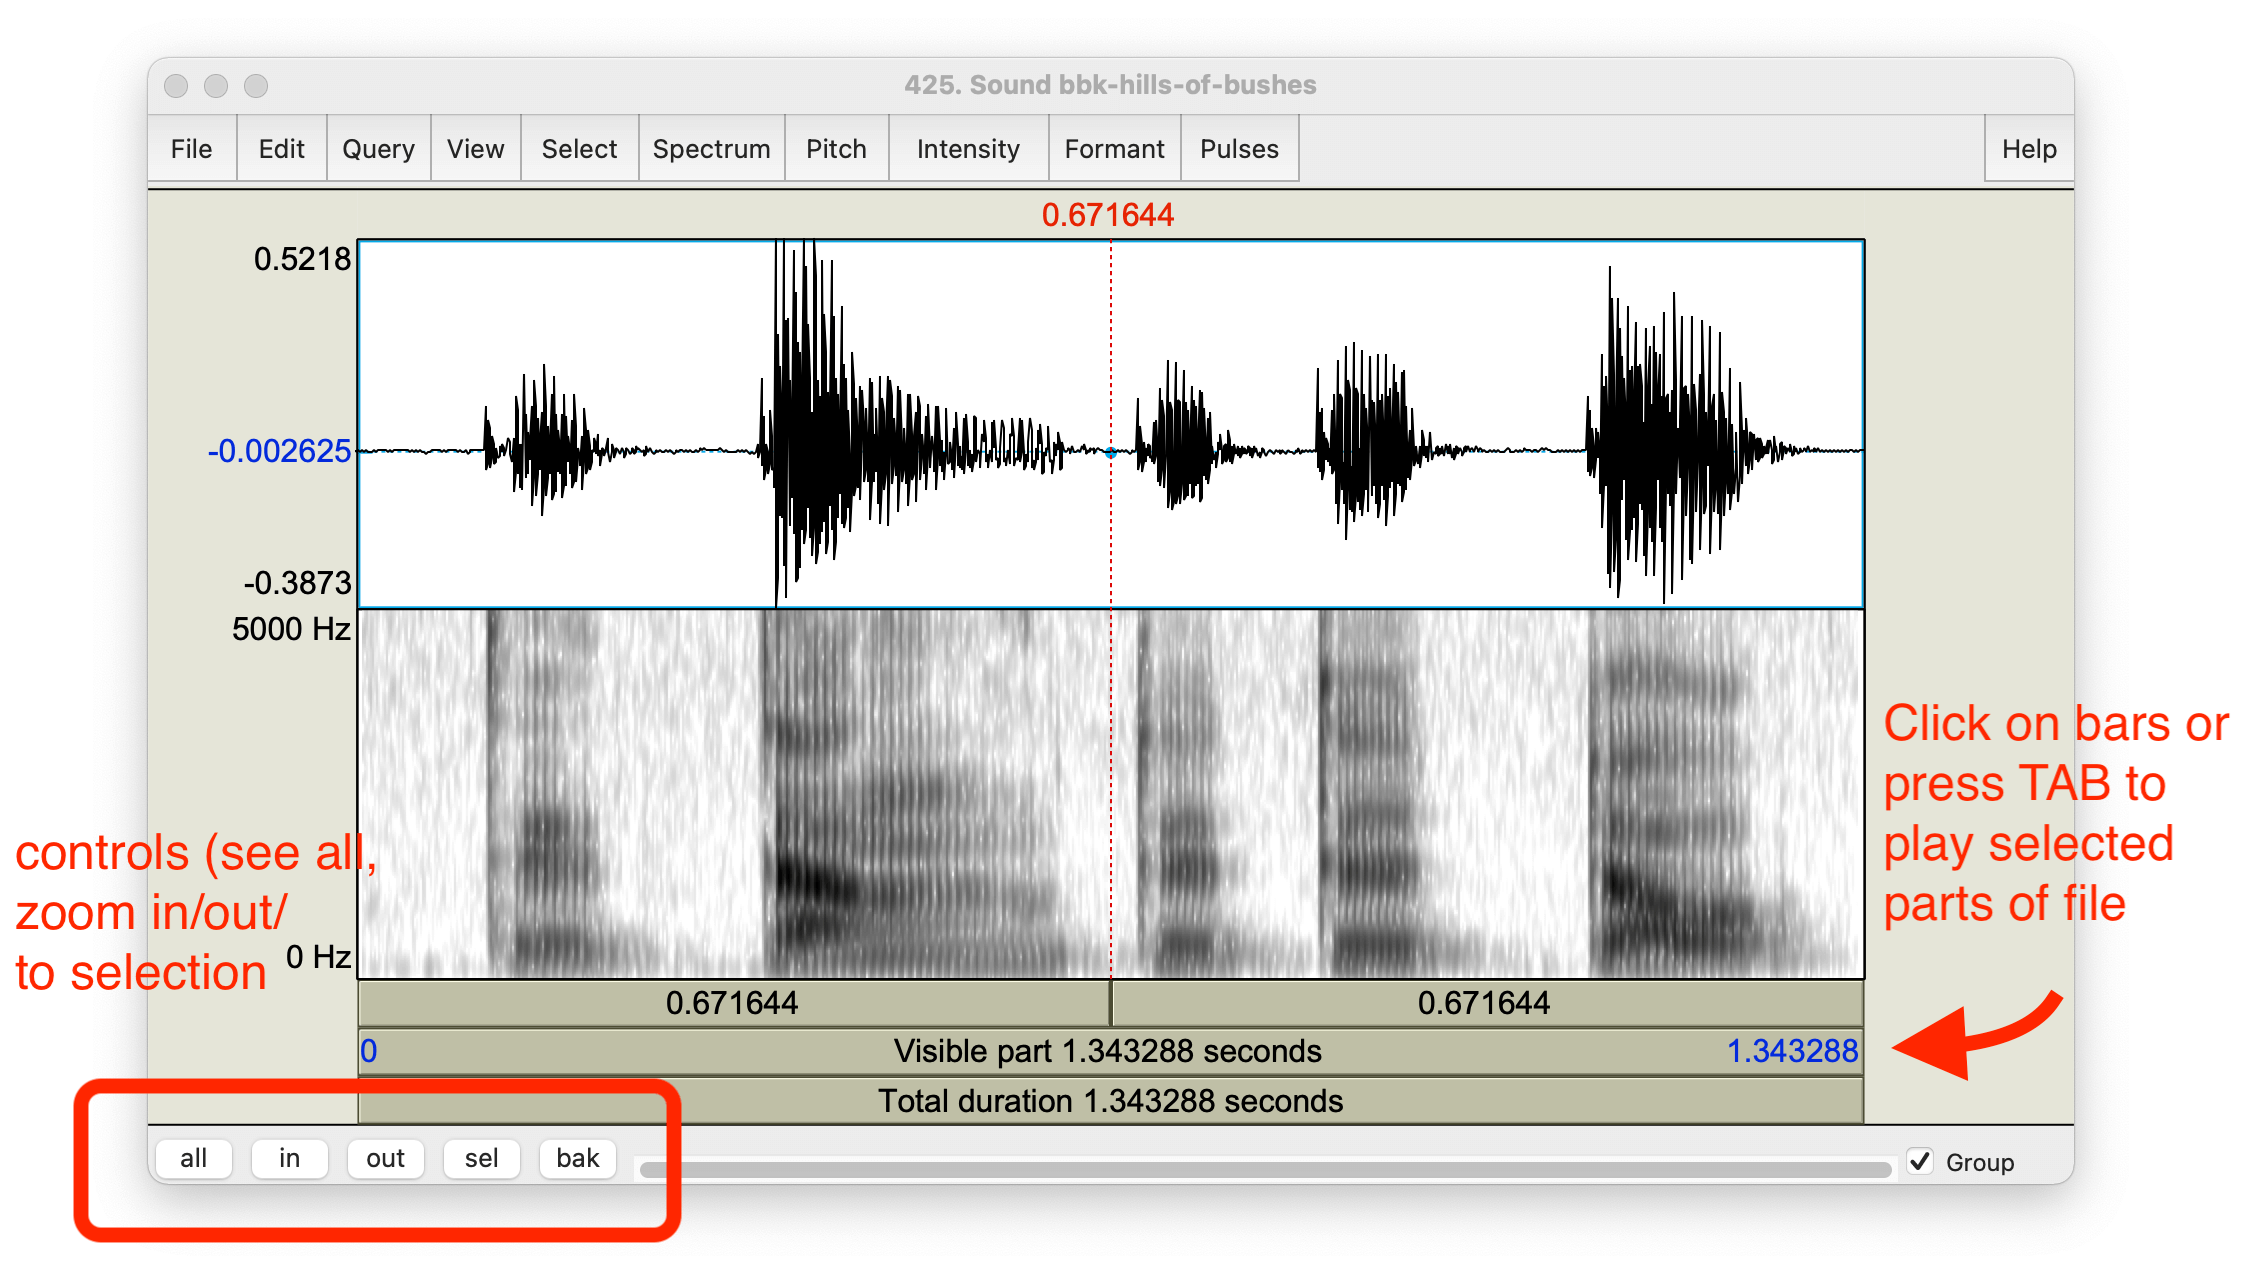 425. Sound bbk-hills-of-bushes
File Edit Query View Select Spectrum Pitch Intensity Formant Pulses Help
0.671644
0.5218
-0.002625
-0.3873
5000 Hz
0 Hz
controls (see all,
zoom in/out/
to selection
Click on bars or
press TAB to
play selected
parts of file
0.671644 0.671644
0 Visible part 1.343288 seconds 1.343288
Total duration 1.343288 seconds
all in out sel bak Group